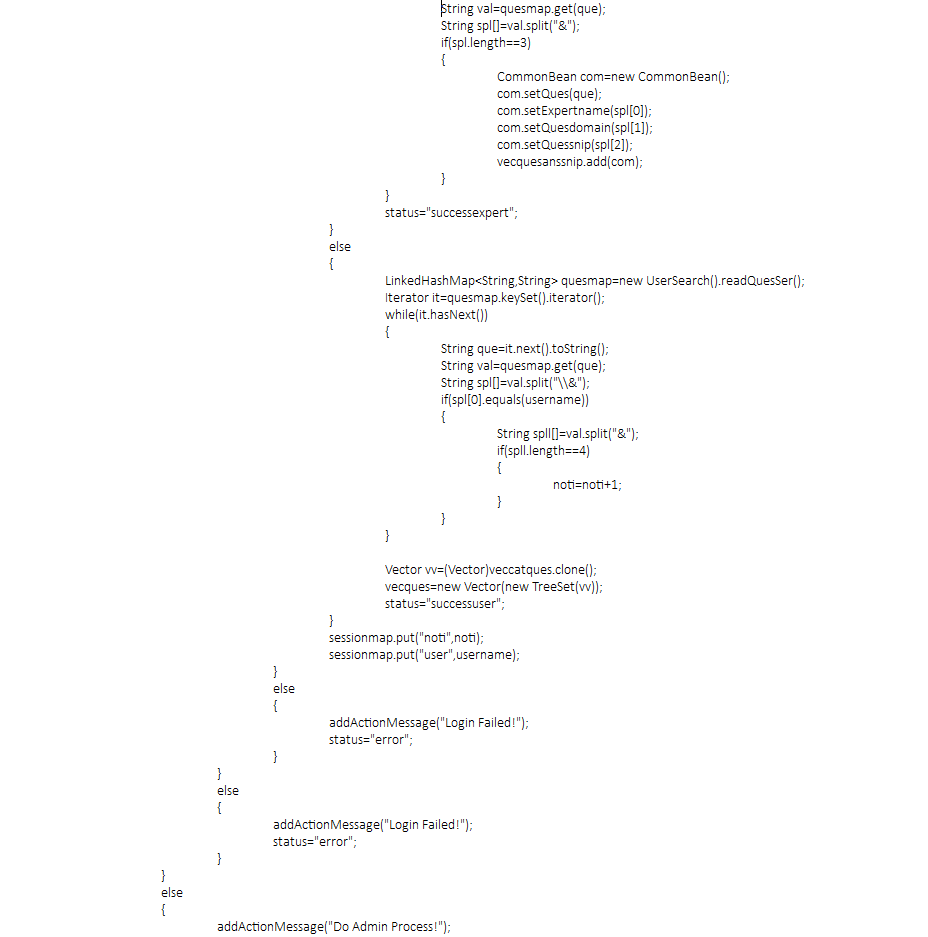 String val=quesmap.get(que);
String spl[]=val.split("&");
if(spl.length==3)
{
CommonBean com=new CommonBean();
com.setQues(que);
com.setExpertname(spl[0]);
com.setQuesdomain(spl[1]);
com.setQuessnip(spl[2]);
vecquesanssnip.add(com);
}
}
status="successexpert";
}
else
{
LinkedHashMap<String,String> quesmap=new UserSearch().readQuesSer();
Iterator it=quesmap.keySet().iterator();
while(it.hasNext())
{
String que=it.next().toString();
String val=quesmap.get(que);
String spl[]=val.split("\\&");
if(spl[0].equals(username))
{
String spll[]=val.split("&");
if(spll.length==4)
{
noti=noti+1;
}
}
}
Vector vv=(Vector)veccatques.clone();
vecques=new Vector(new TreeSet(vv));
status="successuser";
}
sessionmap.put("noti",noti);
sessionmap.put("user",username);
}
else
{
addActionMessage("Login Failed!");
status="error";
}
}
else
{
addActionMessage("Login Failed!");
status="error";
}
}
else
{
addActionMessage("Do Admin Process!");